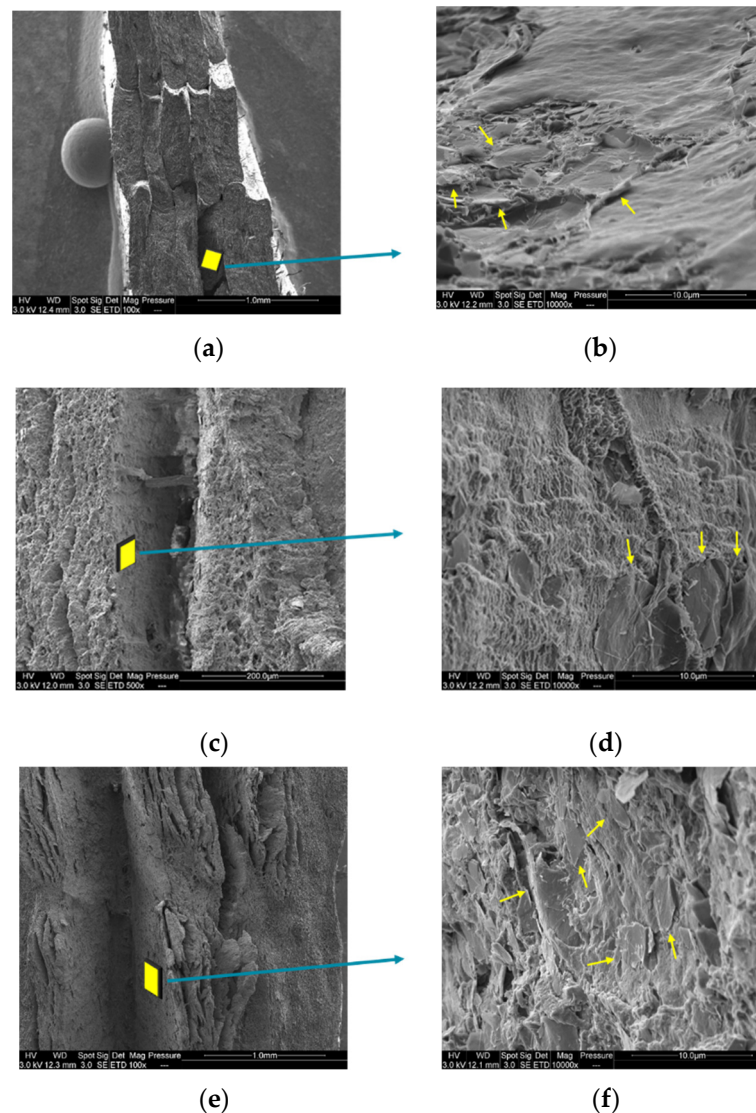 HV WD Spot Sig Det Mag Pressure 1.0mm
3.0 kV 12.4 mm 3.0 SE ETD 100x ---
HV WD Spot Sig Det Mag Pressure 10.0µm
3.0 kV 12.2 mm 3.0 SE ETD 10000x ---
(a)
(b)
HV WD Spot Sig Det Mag Pressure 200.0µm
3.0 kV 12.0 mm 3.0 SE ETD 500x ---
HV WD Spot Sig Det Mag Pressure 10.0µm
3.0 kV 12.2 mm 3.0 SE ETD 10000x ---
(c)
(d)
HV WD Spot Sig Det Mag Pressure 1.0mm
3.0 kV 12.3 mm 3.0 SE ETD 100x ---
HV WD Spot Sig Det Mag Pressure 10.0µm
3.0 kV 12.1 mm 3.0 SE ETD 10000x ---
(e)
(f)